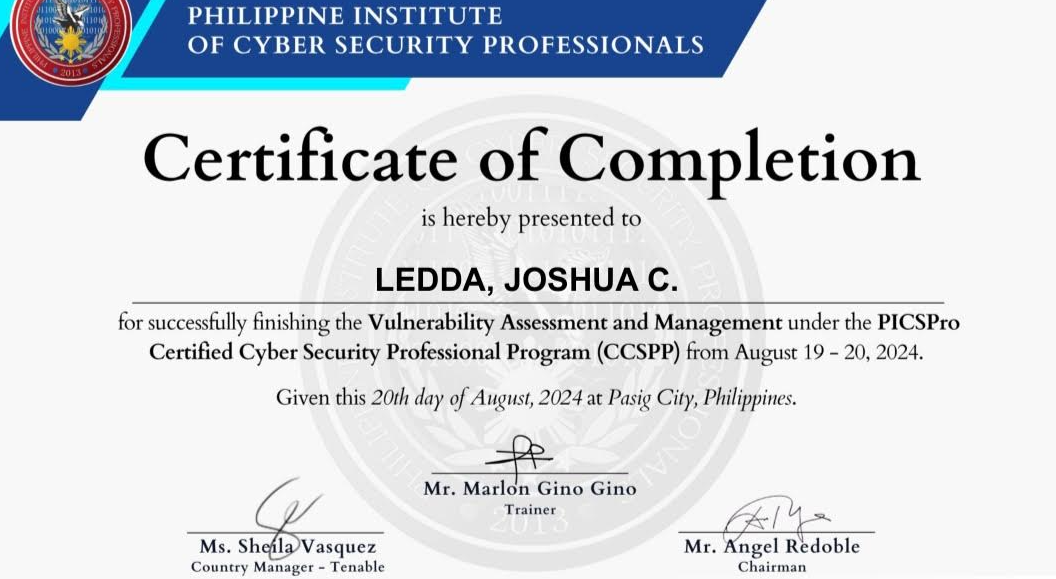 PHILIPPINE INSTITUTE
OF CYBER SECURITY PROFESSIONALS
2013
Certificate of Completion
is hereby presented to
LEDDA, JOSHUA C.
for successfully finishing the Vulnerability Assessment and Management under the PICSPro
Certified Cyber Security Professional Program (CCSPP) from August 19 - 20, 2024.
Given this 20th day of August, 2024 at Pasig City, Philippines.
Mr. Marlon Gino Gino
Trainer
2013
Ms. Sheila Vasquez
Country Manager - Tenable
Mr. Angel Redoble
Chairman